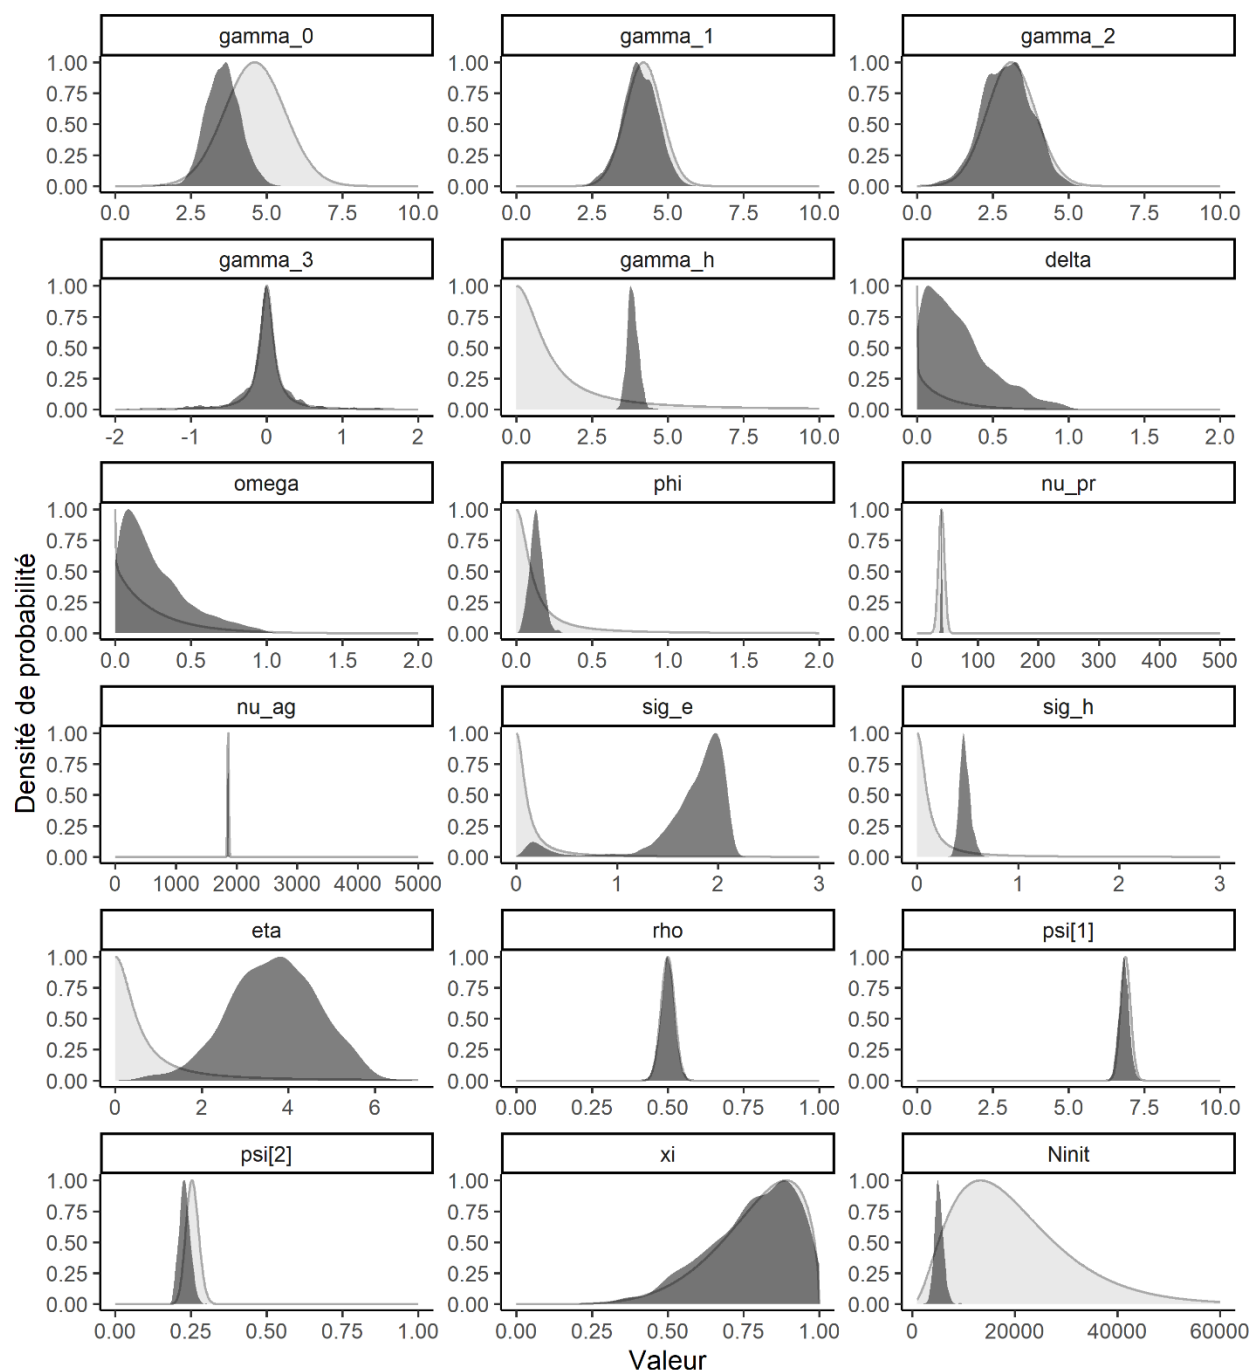 gamma_0 gamma_1 gamma_2
1.00 1.00 1.00
0.75 0.75 0.75
0.50 0.50 0.50
0.25 0.25 0.25
0.00 0.00 0.00
0.0 2.5 5.0 7.5 10.0 0.0 2.5 5.0 7.5 10.0 0.0 2.5 5.0 7.5 10.0
gamma_3 gamma_h delta
1.00 1.00 1.00
0.75 0.75 0.75
0.50 0.50 0.50
0.25 0.25 0.25
0.00 0.00 0.00
-2 -1 0 1 2 0.0 2.5 5.0 7.5 10.0 0.0 0.5 1.0 1.5 2.0
omega phi nu_pr
1.00 1.00 1.00
0.75 0.75 0.75
0.50 0.50 0.50
0.25 0.25 0.25
0.00 0.00 0.00
0.0 0.5 1.0 1.5 2.0 0.0 0.5 1.0 1.5 2.0 0 100 200 300 400 500
Densité de probabilité
nu_ag sig_e sig_h
1.00 1.00 1.00
0.75 0.75 0.75
0.50 0.50 0.50
0.25 0.25 0.25
0.00 0.00 0.00
0 1000 2000 3000 4000 5000 0 1 2 3 0 1 2 3
eta rho psi[1]
1.00 1.00 1.00
0.75 0.75 0.75
0.50 0.50 0.50
0.25 0.25 0.25
0.00 0.00 0.00
0 2 4 6 0.00 0.25 0.50 0.75 1.00 0.0 2.5 5.0 7.5 10.0
psi[2] xi Ninit
1.00 1.00 1.00
0.75 0.75 0.75
0.50 0.50 0.50
0.25 0.25 0.25
0.00 0.00 0.00
0.00 0.25 0.50 0.75 1.00 0.00 0.25 0.50 0.75 1.00 0 20000 40000 60000
Valeur